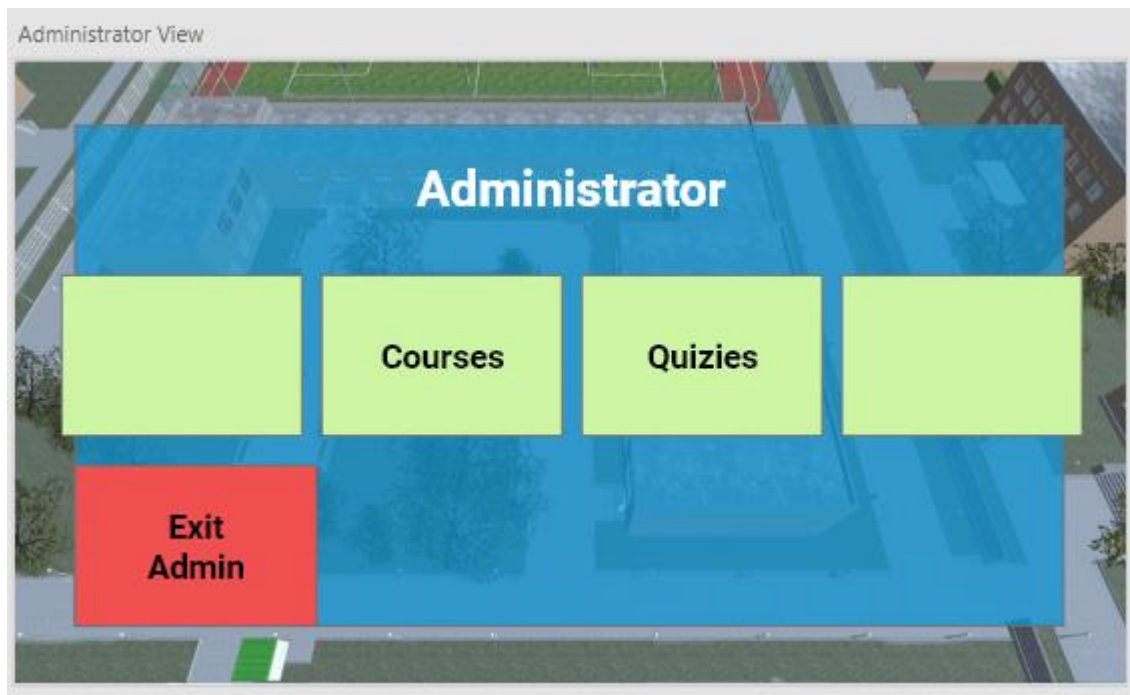 Administrator View
Administrator
Courses
Quizies
Exit
Admin